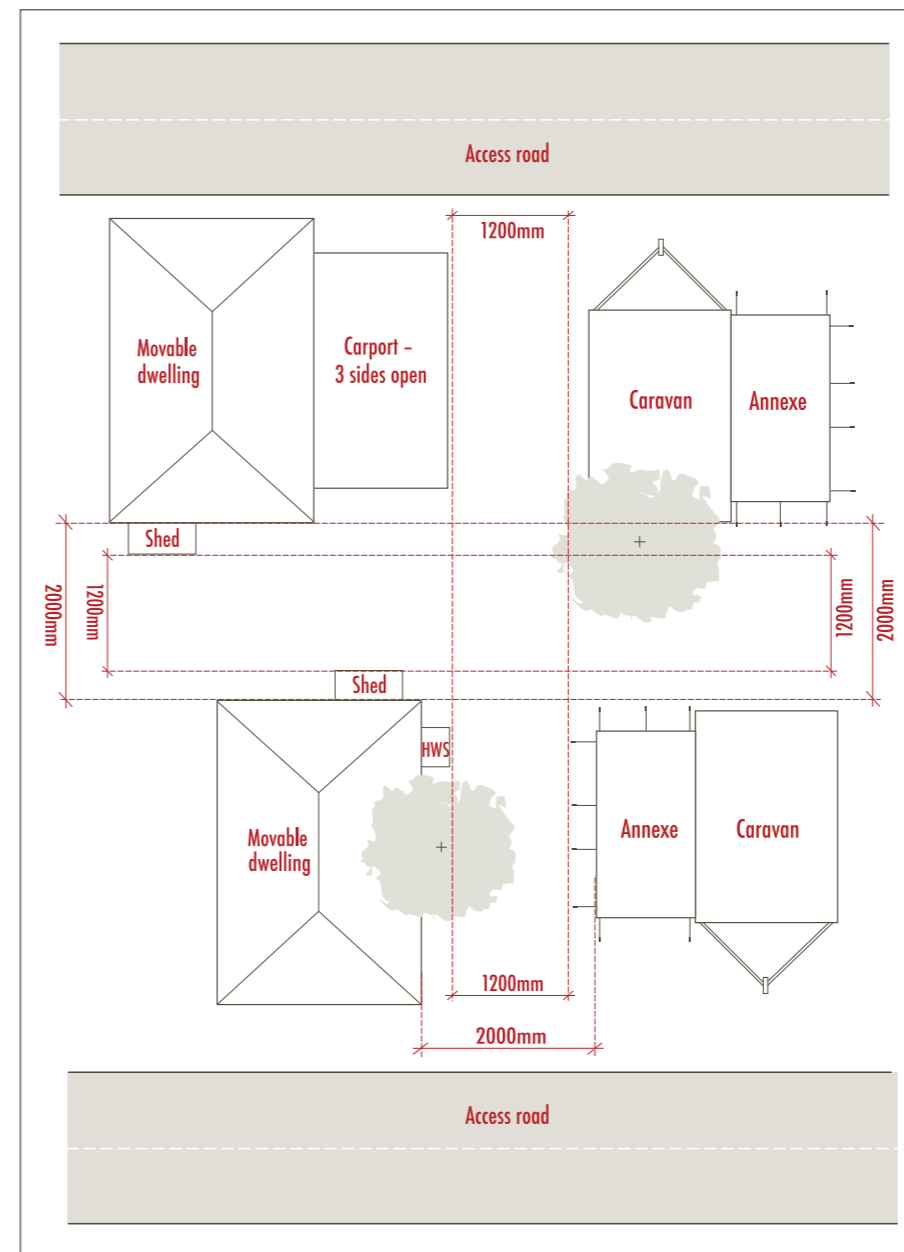 Access road
1200mm
Movable
dwelling
Carport –
3 sides open
Caravan
Annexe
Shed
2000mm
1200mm
1200mm
2000mm
Shed
HWS
Movable
dwelling
Annexe
Caravan
1200mm
2000mm
Access road